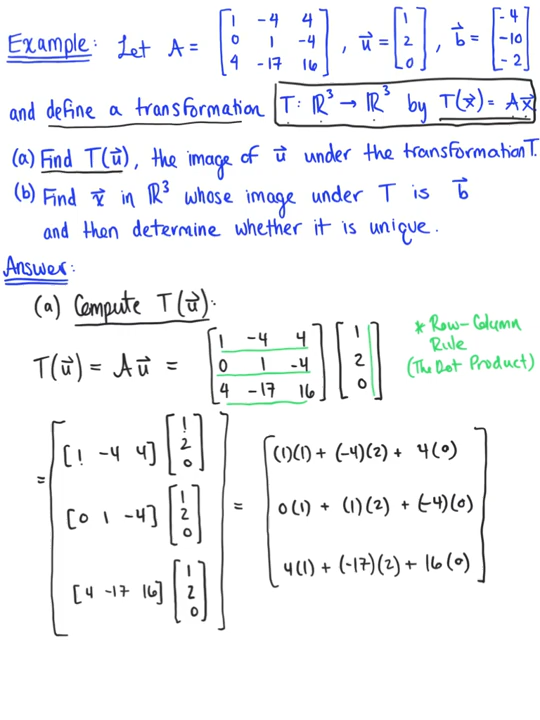 Example: Let A = [1 -4 4; 0 1 -4; 4 -17 16], u⃗ = [1; 2; 0], b⃗ = [-4; -10; -2]
and define a transformation T: ℝ³ → ℝ³ by T(x⃗) = Ax⃗
(a) Find T(u⃗), the image of u⃗ under the transformation T.
(b) Find x⃗ in ℝ³ whose image under T is b⃗
and then determine whether it is unique.
Answer:
(a) Compute T(u⃗):
T(u⃗) = Au⃗ = [1 -4 4; 0 1 -4; 4 -17 16] [1; 2; 0]
* Row-Column
Rule
(The Dot Product)
= [[1 -4 4] [1; 2; 0]; [0 1 -4] [1; 2; 0]; [4 -17 16] [1; 2; 0]] = [(1)(1) + (-4)(2) + 4(0); 0(1) + (1)(2) + (-4)(0); 4(1) + (-17)(2) + 16(0)]